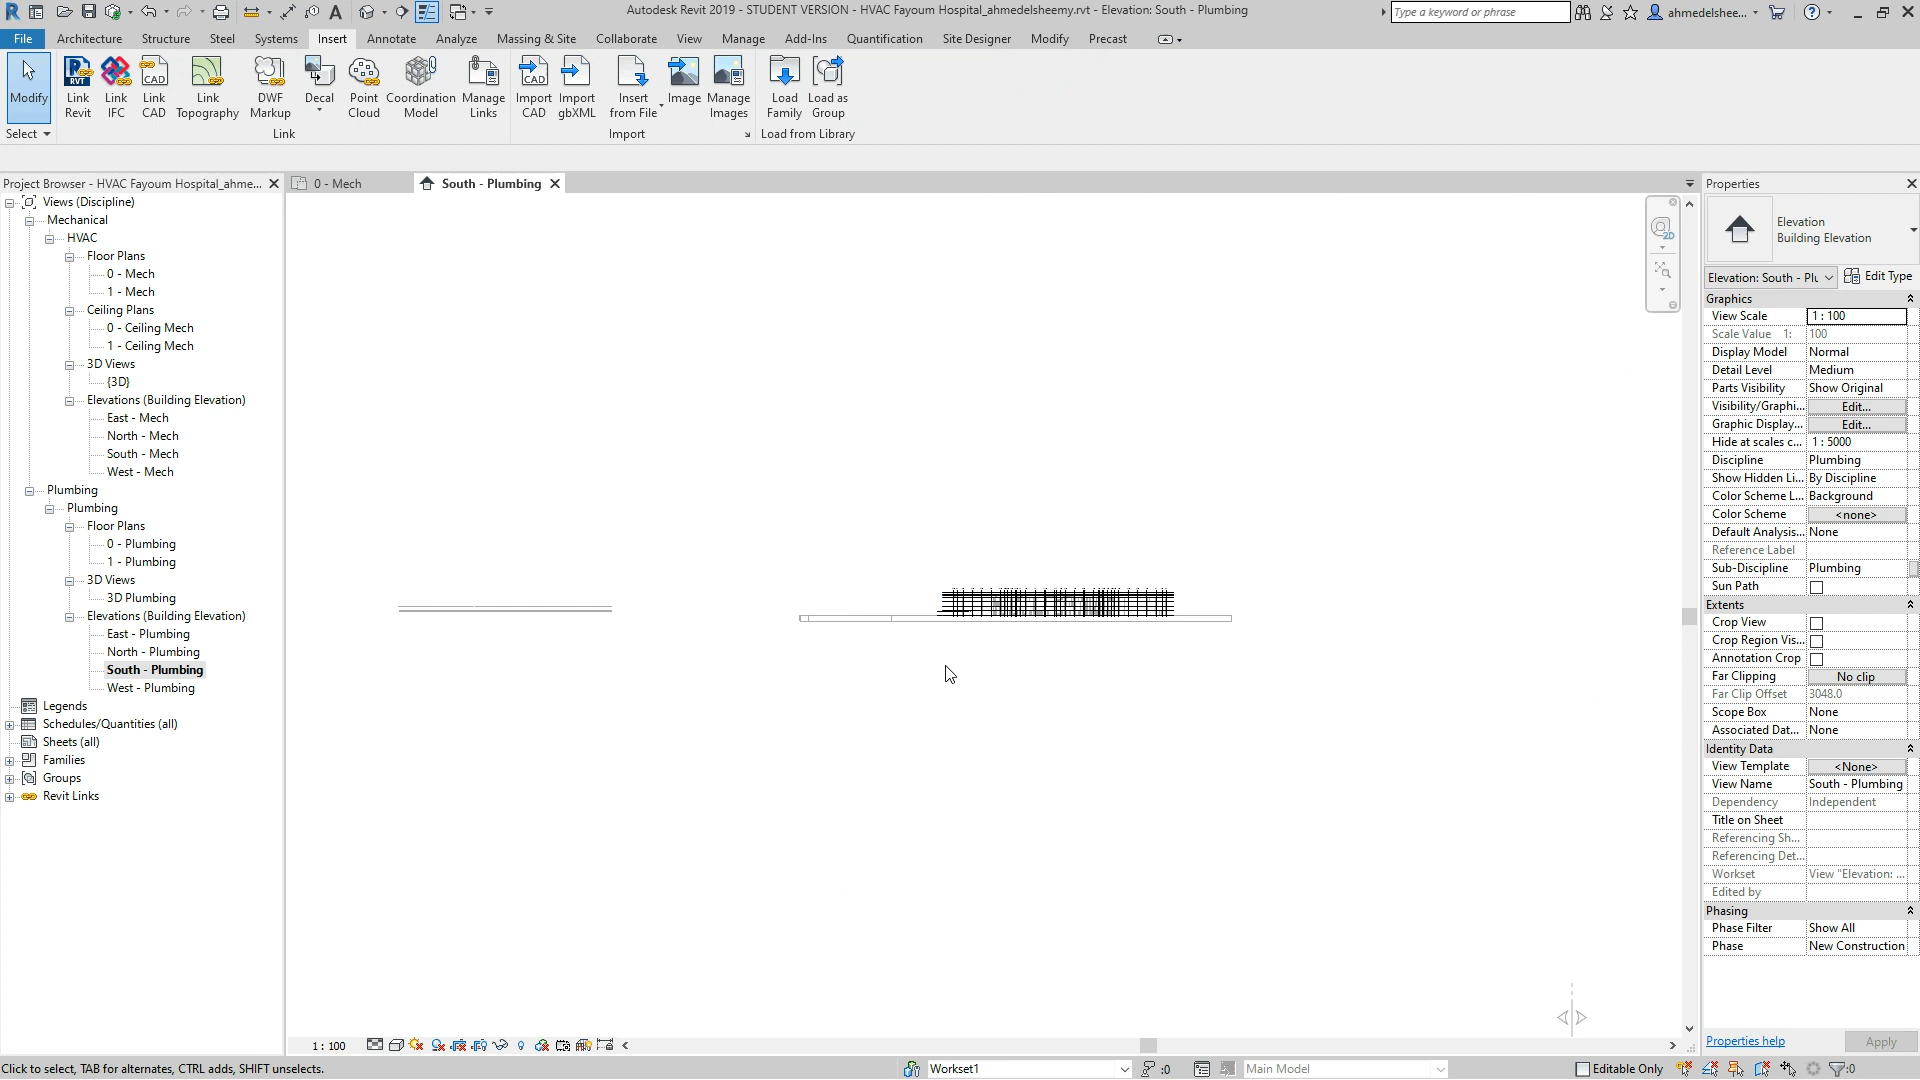 Autodesk Revit 2019 - STUDENT VERSION - HVAC Fayoum Hospital_ahmedelsheemy.rvt - Elevation: South - Plumbing
Type a keyword or phrase
ahmedelshee...
File Architecture Structure Steel Systems Insert Annotate Analyze Massing & Site Collaborate View Manage Add-Ins Quantification Site Designer Modify Precast
Modify
Link Revit
Link IFC
Link CAD
Link Topography
DWF Markup
Decal
Point Cloud
Coordination Model
Manage Links
Import CAD
Import gbXML
Insert from File
Image
Manage Images
Load Family
Load as Group
Select
Link
Import
Load from Library
Project Browser - HVAC Fayoum Hospital_ahme...
0 - Mech
South - Plumbing
Views (Discipline)
Mechanical
HVAC
Floor Plans
0 - Mech
1 - Mech
Ceiling Plans
0 - Ceiling Mech
1 - Ceiling Mech
3D Views
{3D}
Elevations (Building Elevation)
East - Mech
North - Mech
South - Mech
West - Mech
Plumbing
Plumbing
Floor Plans
0 - Plumbing
1 - Plumbing
3D Views
3D Plumbing
Elevations (Building Elevation)
East - Plumbing
North - Plumbing
South - Plumbing
West - Plumbing
Legends
Schedules/Quantities (all)
Sheets (all)
Families
Groups
Revit Links
2D
Properties
Elevation
Building Elevation
Elevation: South - Plu
Edit Type
Graphics
View Scale 1 : 100
Scale Value 1: 100
Display Model Normal
Detail Level Medium
Parts Visibility Show Original
Visibility/Graphi... Edit...
Graphic Display... Edit...
Hide at scales c... 1 : 5000
Discipline Plumbing
Show Hidden Li... By Discipline
Color Scheme L... Background
Color Scheme <none>
Default Analysis... None
Reference Label
Sub-Discipline Plumbing
Sun Path
Extents
Crop View
Crop Region Vis...
Annotation Crop
Far Clipping No clip
Far Clip Offset 3048.0
Scope Box None
Associated Dat... None
Identity Data
View Template <None>
View Name South - Plumbing
Dependency Independent
Title on Sheet
Referencing Sh...
Referencing Det...
Workset View "Elevation: ...
Edited by
Phasing
Phase Filter Show All
Phase New Construction
Properties help
Apply
1 : 100
Click to select, TAB for alternates, CTRL adds, SHIFT unselects.
Workset1
:0
Main Model
Editable Only
:0